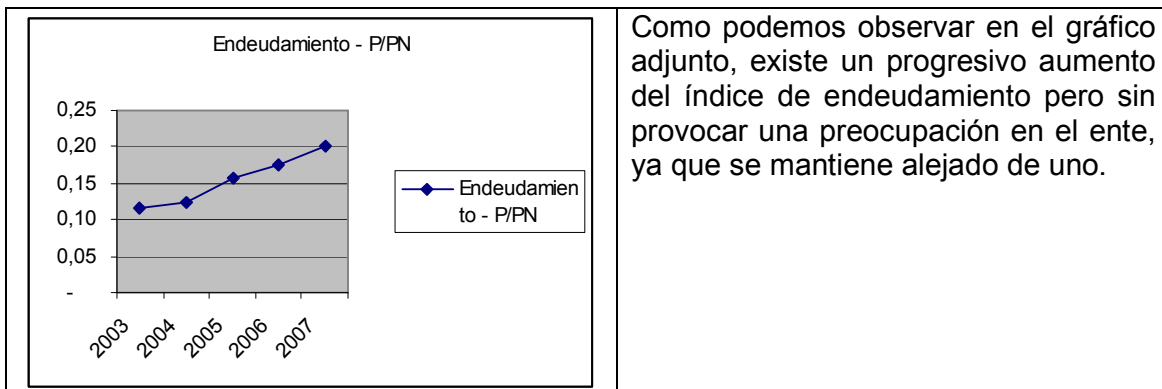 Endeudamiento - P/PN
0,25
0,20
0,15
0,10
0,05
-
2003
2004
2005
2006
2007
Endeudamien
to - P/PN
Como podemos observar en el gráfico
adjunto, existe un progresivo aumento
del índice de endeudamiento pero sin
provocar una preocupación en el ente,
ya que se mantiene alejado de uno.